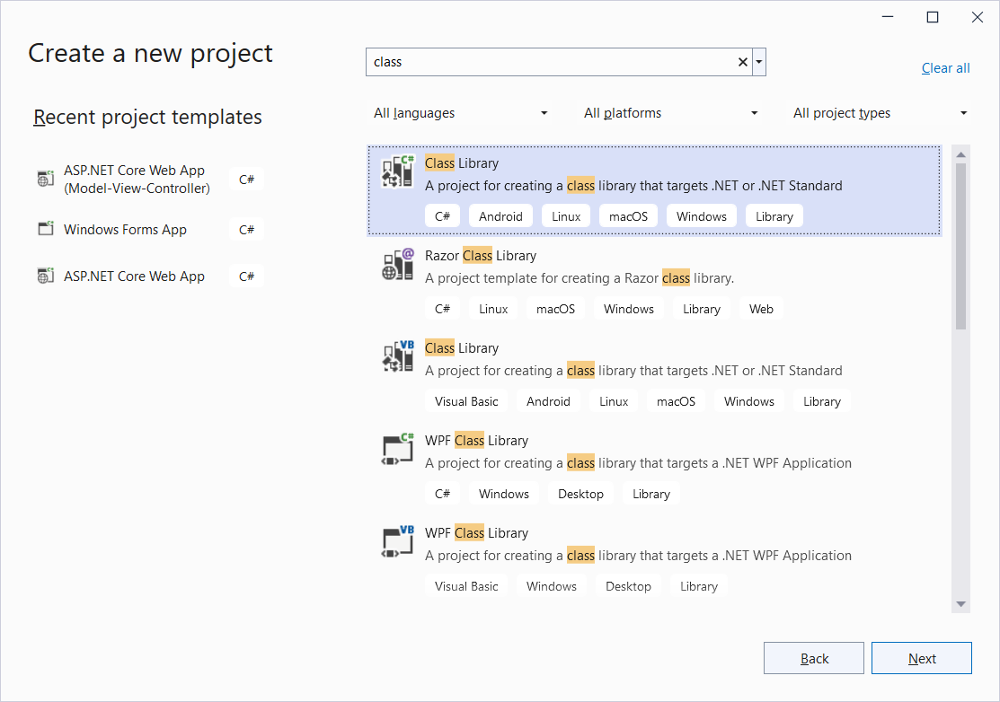 Create a new project
class
Clear all
Recent project templates
All languages
All platforms
All project types
ASP.NET Core Web App
(Model-View-Controller)
C#
Windows Forms App
C#
ASP.NET Core Web App
C#
C#
Class Library
A project for creating a class library that targets .NET or .NET Standard
C# Android Linux macOS Windows Library
@
Razor Class Library
A project template for creating a Razor class library.
C# Linux macOS Windows Library Web
VB
Class Library
A project for creating a class library that targets .NET or .NET Standard
Visual Basic Android Linux macOS Windows Library
C#
WPF Class Library
A project for creating a class library that targets a .NET WPF Application
C# Windows Desktop Library
VB
WPF Class Library
A project for creating a class library that targets a .NET WPF Application
Visual Basic Windows Desktop Library
Back
Next